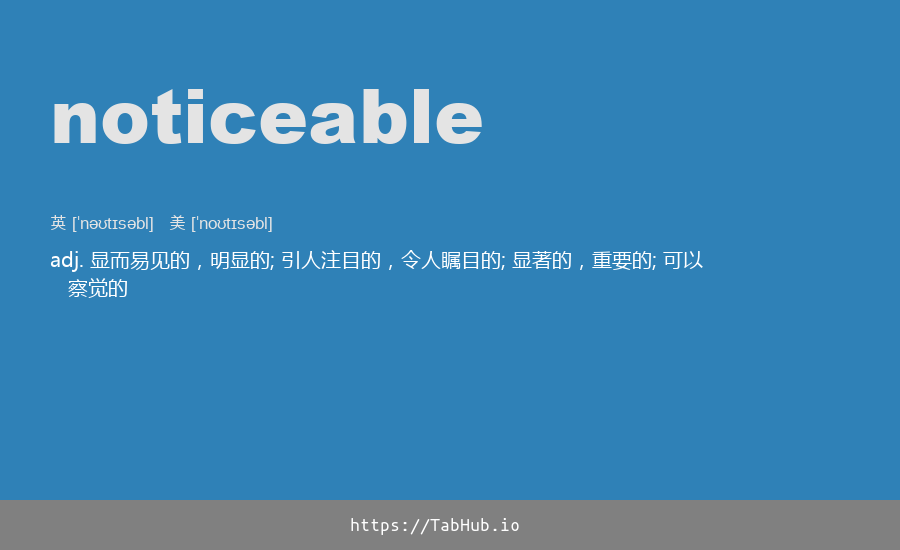 noticeable
英 [ˈnəʊtɪsəbl] 美 [ˈnoʊtɪsəbl]
adj. 显而易见的，明显的; 引人注目的，令人瞩目的; 显著的，重要的; 可以
察觉的
https://TabHub.io